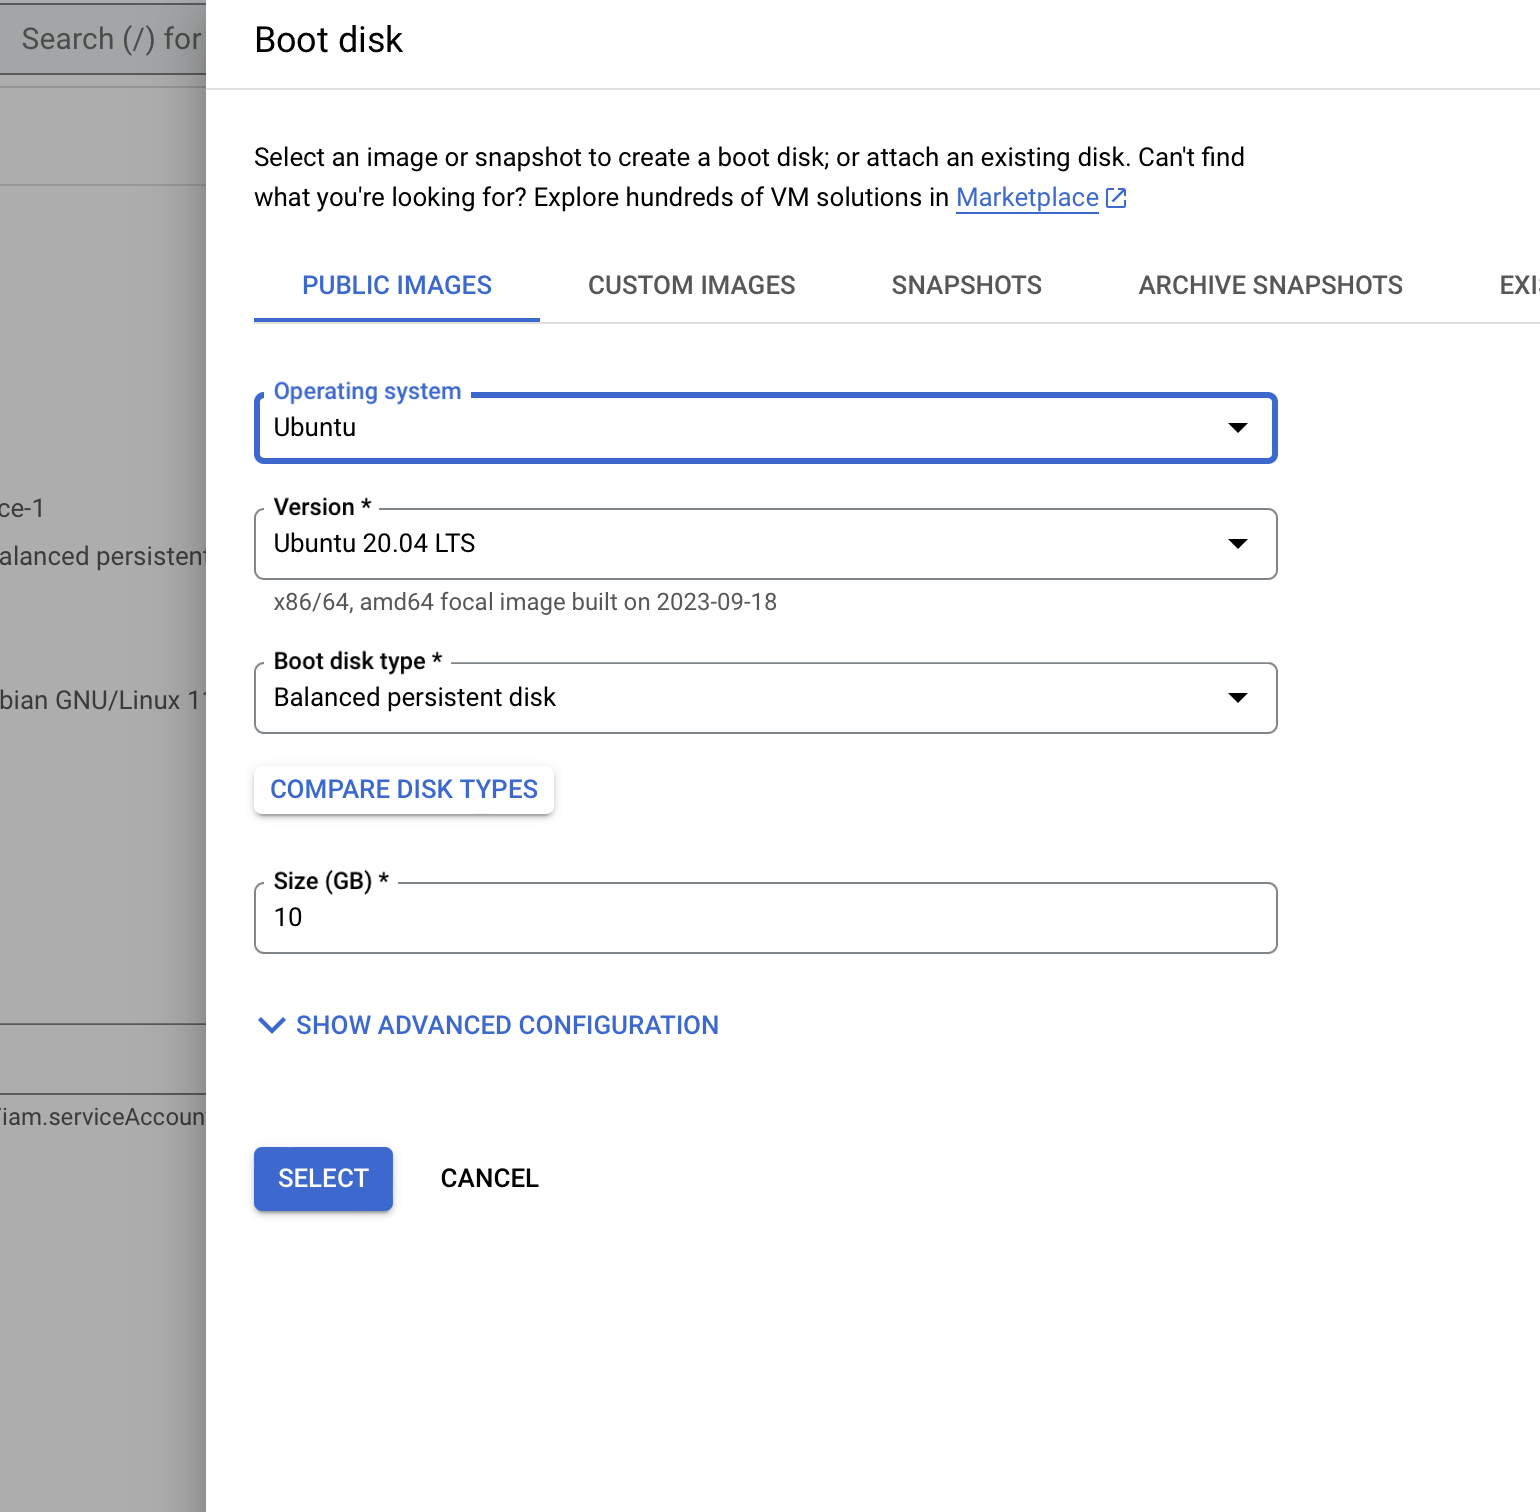 Search (/) for
Boot disk
Select an image or snapshot to create a boot disk; or attach an existing disk. Can't find
what you're looking for? Explore hundreds of VM solutions in Marketplace
PUBLIC IMAGES CUSTOM IMAGES SNAPSHOTS ARCHIVE SNAPSHOTS EXI
Operating system
Ubuntu
Version *
Ubuntu 20.04 LTS
x86/64, amd64 focal image built on 2023-09-18
Boot disk type *
Balanced persistent disk
COMPARE DISK TYPES
Size (GB) *
10
SHOW ADVANCED CONFIGURATION
SELECT CANCEL
ce-1
alanced persistent
bian GNU/Linux 1
iam.serviceAccoun